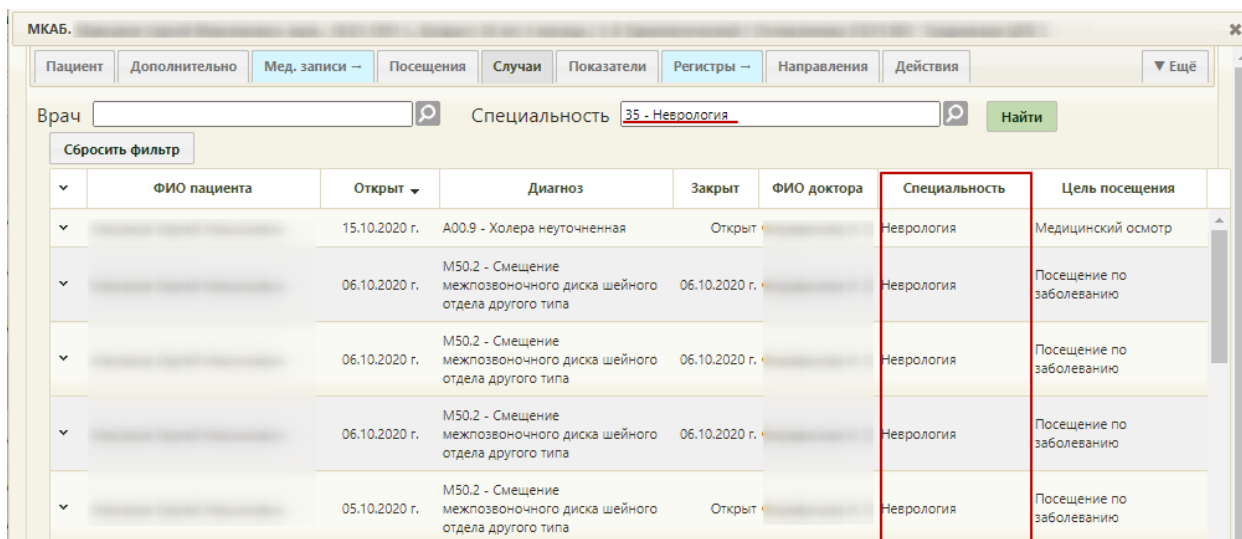 МКАБ.
Пациент Дополнительно Мед. записи → Посещения Случаи Показатели Регистры → Направления Действия ▼ Ещё
Врач Специальность 35 - Неврология Найти
Сбросить фильтр
ФИО пациента Открыт Диагноз Закрыт ФИО доктора Специальность Цель посещения
15.10.2020 г. A00.9 - Холера неуточненная Открыт Неврология Медицинский осмотр
M50.2 - Смещение
межпозвоночного диска шейного
отдела другого типа
06.10.2020 г. 06.10.2020 г. Неврология Посещение по
заболеванию
M50.2 - Смещение
межпозвоночного диска шейного
отдела другого типа
06.10.2020 г. 06.10.2020 г. Неврология Посещение по
заболеванию
M50.2 - Смещение
межпозвоночного диска шейного
отдела другого типа
06.10.2020 г. 06.10.2020 г. Неврология Посещение по
заболеванию
M50.2 - Смещение
межпозвоночного диска шейного
отдела другого типа
05.10.2020 г. Открыт Неврология Посещение по
заболеванию